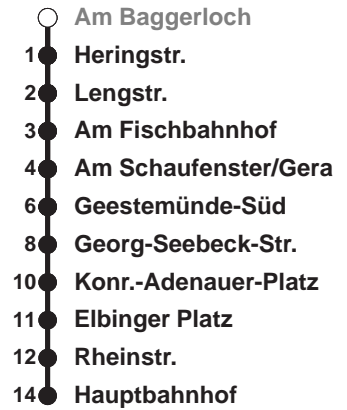 Am Baggerloch
1 Heringstr.
2 Lengstr.
3 Am Fischbahnhof
4 Am Schaufenster/Gera
6 Geestemünde-Süd
8 Georg-Seebeck-Str.
10 Konr.-Adenauer-Platz
11 Elbinger Platz
12 Rheinstr.
14 Hauptbahnhof